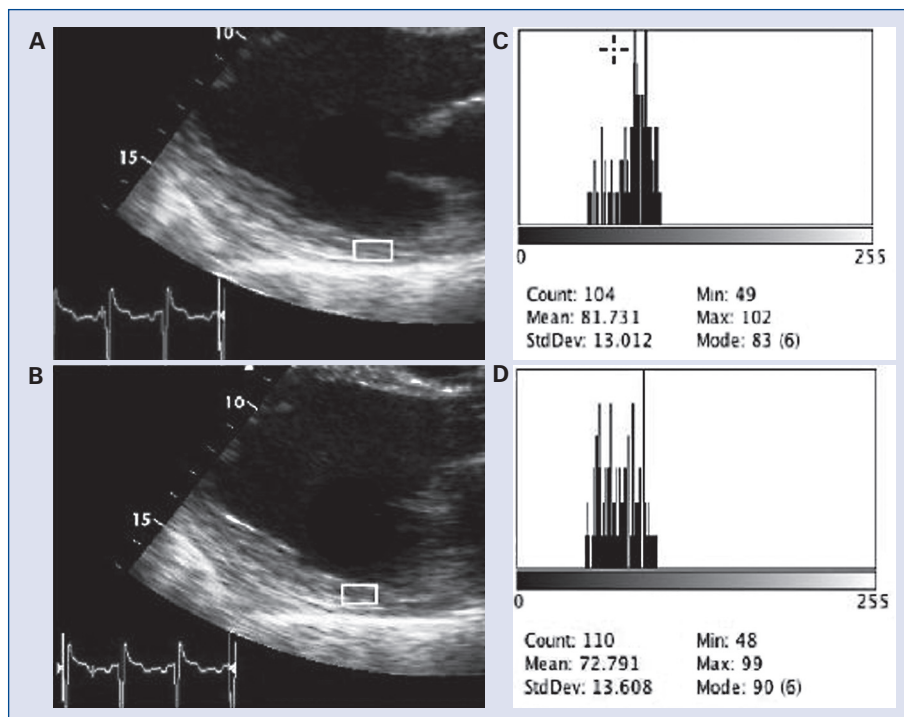 A
10
15
C
0 255
Count: 104 Min: 49
Mean: 81.731 Max: 102
StdDev: 13.012 Mode: 83 (6)
B
10
15
D
0 255
Count: 110 Min: 48
Mean: 72.791 Max: 99
StdDev: 13.608 Mode: 90 (6)